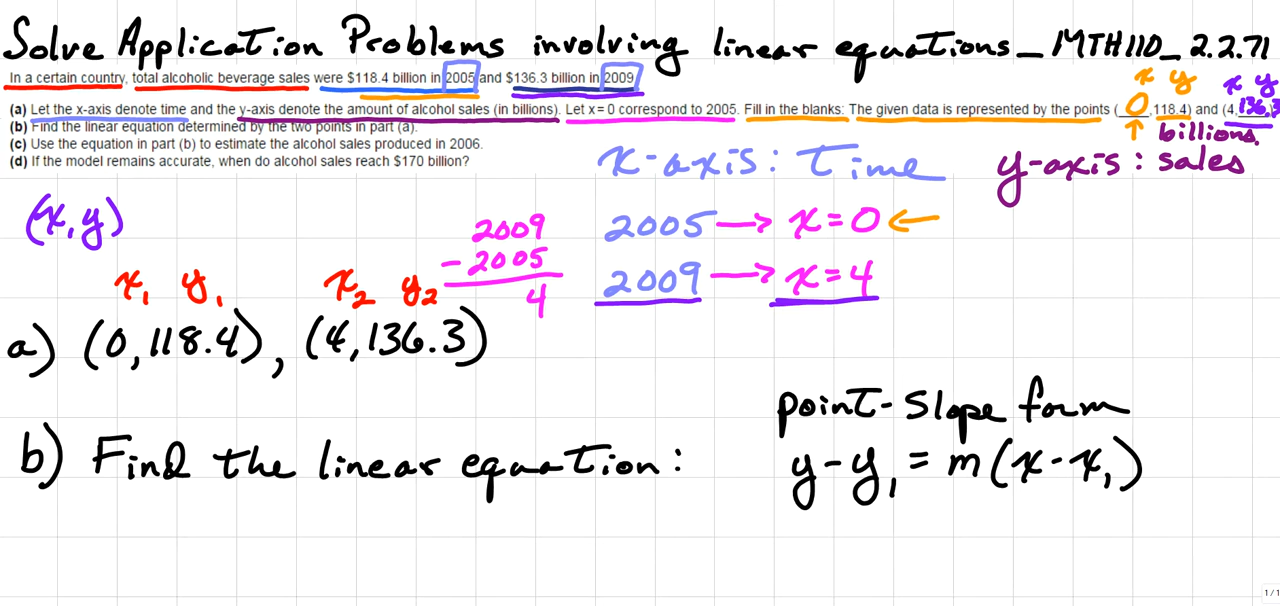 Solve Application Problems involving linear equations_MTH110_2.2.71
In a certain country, total alcoholic beverage sales were $118.4 billion in 2005 and $136.3 billion in 2009.
x y x y
(a) Let the x-axis denote time and the y-axis denote the amount of alcohol sales (in billions). Let x = 0 correspond to 2005. Fill in the blanks: The given data is represented by the points (0,118.4) and (4,136.3
(b) Find the linear equation determined by the two points in part (a).
billions.
(c) Use the equation in part (b) to estimate the alcohol sales produced in 2006.
(d) If the model remains accurate, when do alcohol sales reach $170 billion?
x-axis: Time
y-axis: sales
(x,y)
2009
-2005
4
2005 → x=0 ←
2009 → x=4
x₁ y₁ x₂ y₂
a) (0,118.4), (4,136.3)
point-slope form
b) Find the linear equation: y-y₁ = m(x-x₁)
1/1